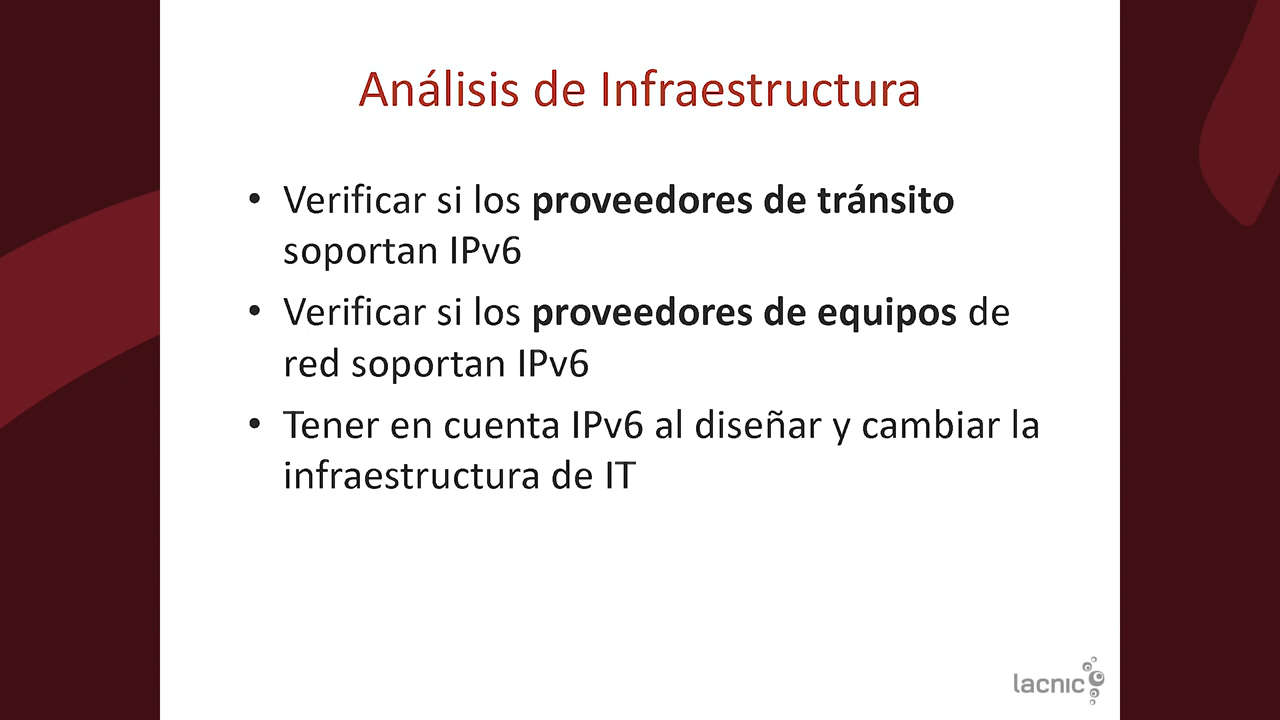 Análisis de Infraestructura
• Verificar si los proveedores de tránsito
soportan IPv6
• Verificar si los proveedores de equipos de
red soportan IPv6
• Tener en cuenta IPv6 al diseñar y cambiar la
infraestructura de IT
lacnic